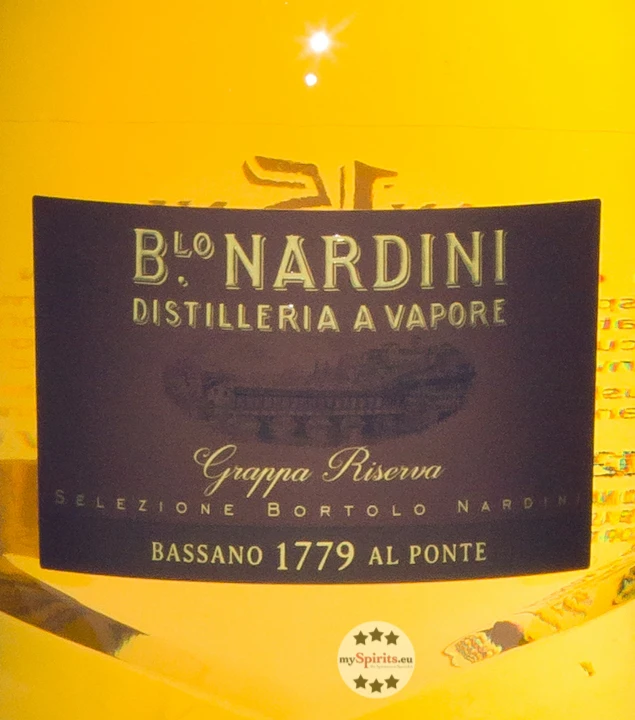 B.LO NARDINI
DISTILLERIA A VAPORE
Grappa Riserva
SELEZIONE BORTOLO NARDINI
BASSANO 1779 AL PONTE
mySpirits.eu